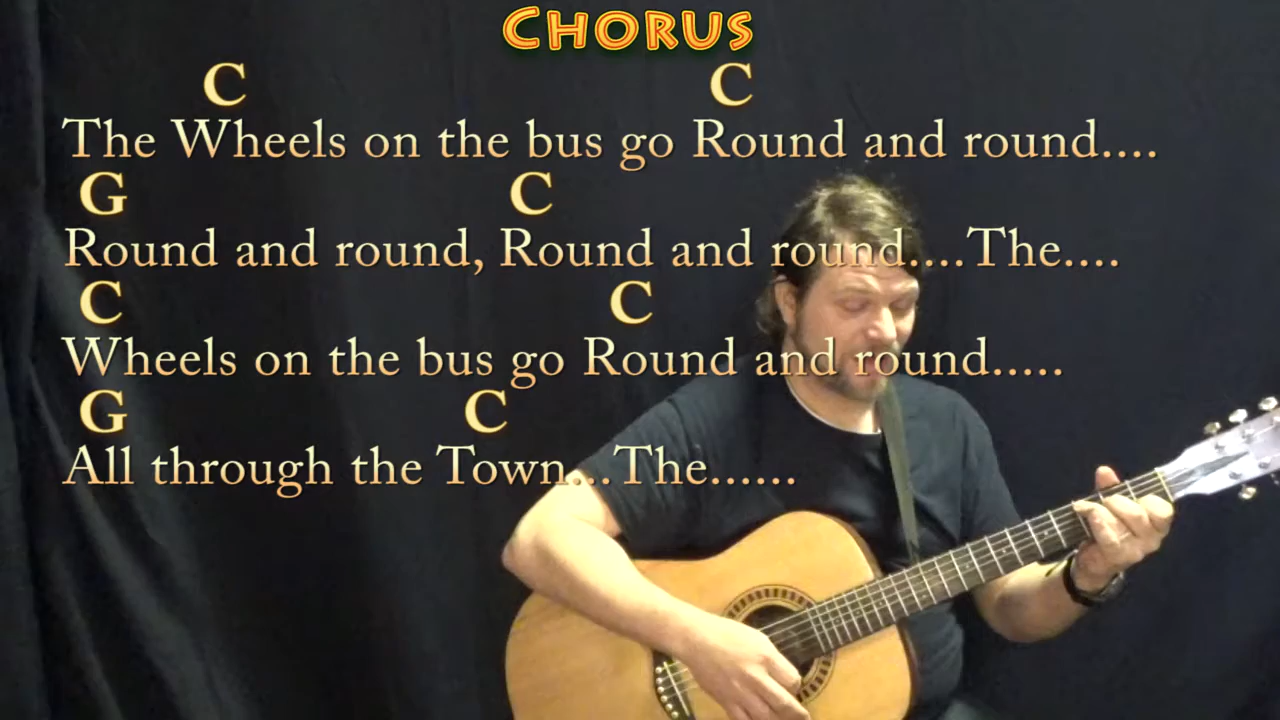 CHORUS
C C
The Wheels on the bus go Round and round....
G C
Round and round, Round and round....The....
C C
Wheels on the bus go Round and round.....
G C
All through the Town...The......